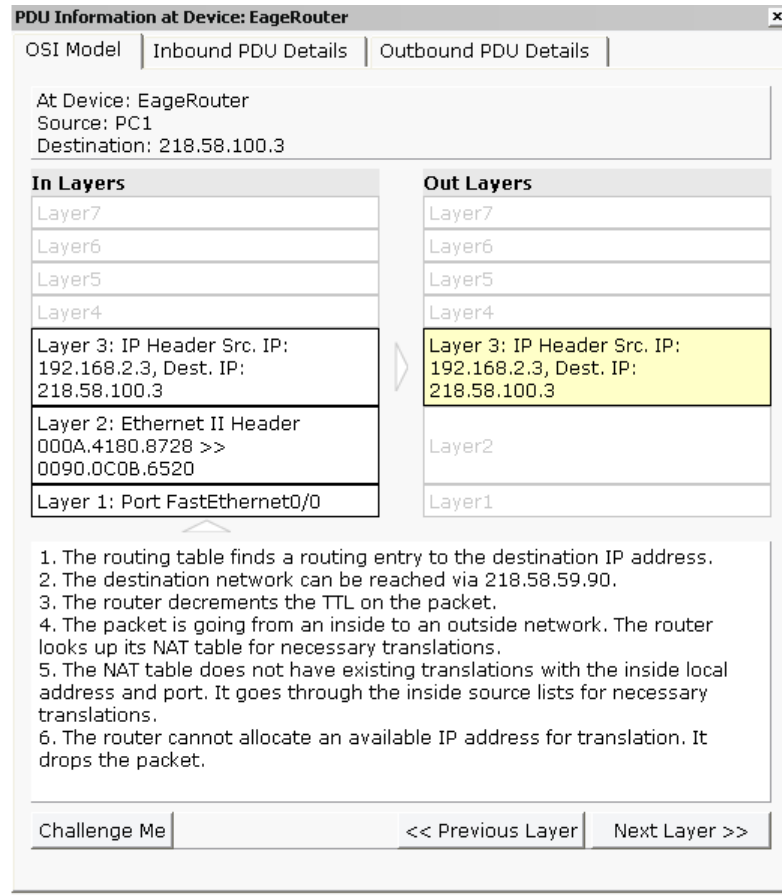 PDU Information at Device: EageRouter
OSI Model
Inbound PDU Details
Outbound PDU Details
At Device: EageRouter
Source: PC1
Destination: 218.58.100.3
In Layers
Layer7
Layer6
Layer5
Layer4
Layer 3: IP Header Src. IP:
192.168.2.3, Dest. IP:
218.58.100.3
Layer 2: Ethernet II Header
000A.4180.8728 >>
0090.0C0B.6520
Layer 1: Port FastEthernet0/0
Out Layers
Layer7
Layer6
Layer5
Layer4
Layer 3: IP Header Src. IP:
192.168.2.3, Dest. IP:
218.58.100.3
Layer2
Layer1
1. The routing table finds a routing entry to the destination IP address.
2. The destination network can be reached via 218.58.59.90.
3. The router decrements the TTL on the packet.
4. The packet is going from an inside to an outside network. The router
looks up its NAT table for necessary translations.
5. The NAT table does not have existing translations with the inside local
address and port. It goes through the inside source lists for necessary
translations.
6. The router cannot allocate an available IP address for translation. It
drops the packet.
Challenge Me
<< Previous Layer
Next Layer >>